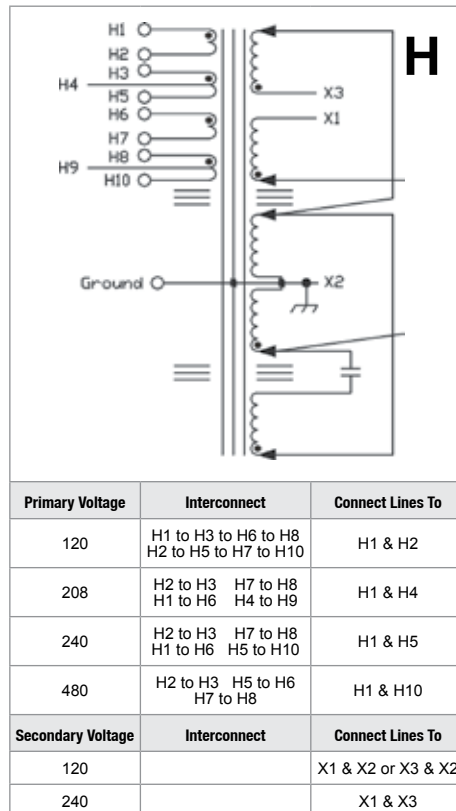 H1
H
H2
H3
H4
X3
H5
H6
X1
H7
H8
H9
H10
Ground
X2
Primary Voltage Interconnect Connect Lines To
120 H1 to H3 to H6 to H8 H1 & H2
H2 to H5 to H7 to H10
208 H2 to H3 H7 to H8 H1 & H4
H1 to H6 H4 to H9
240 H2 to H3 H7 to H8 H1 & H5
H1 to H6 H5 to H10
480 H2 to H3 H5 to H6 H1 & H10
H7 to H8
Secondary Voltage Interconnect Connect Lines To
120 X1 & X2 or X3 & X2
240 X1 & X3